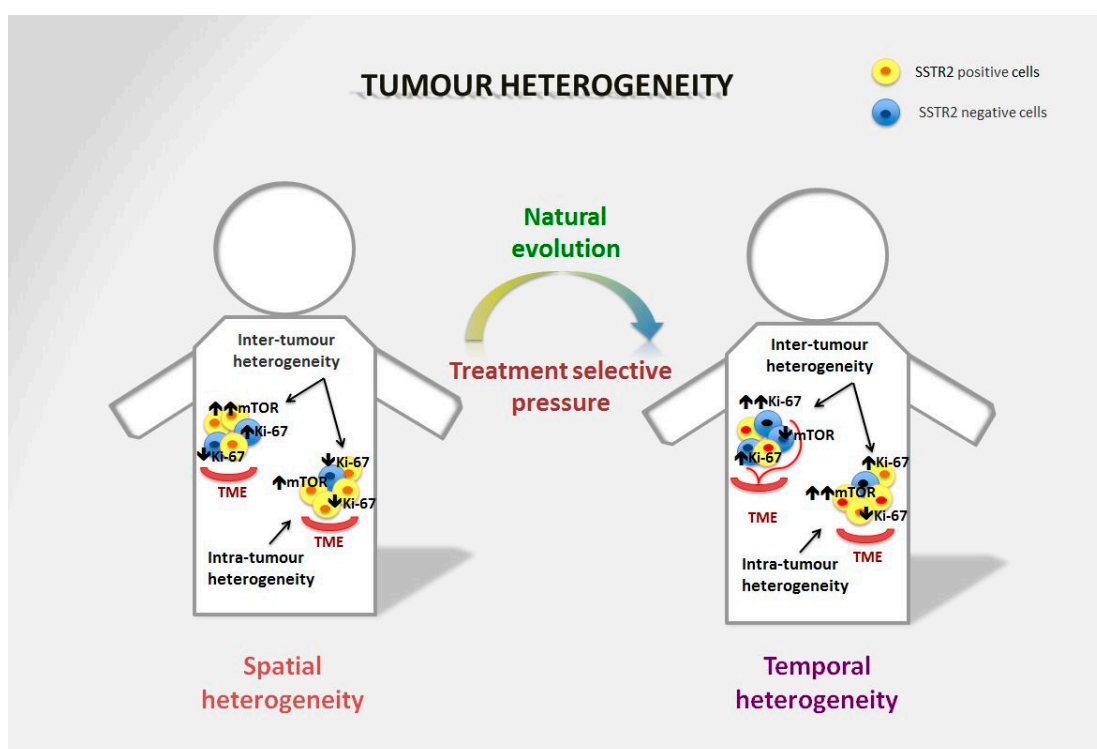 TUMOUR HETEROGENEITY
SSTR2 positive cells
SSTR2 negative cells
Natural
evolution
Treatment selective
pressure
Inter-tumour
heterogeneity
↑↑mTOR
↑Ki-67
↓Ki-67
TME
↓Ki-67
↑mTOR
↓Ki-67
TME
Intra-tumour
heterogeneity
Spatial
heterogeneity
Inter-tumour
heterogeneity
↑↑Ki-67
↓mTOR
↑Ki-67
TME
↑Ki-67
↑↑mTOR
↓Ki-67
TME
Intra-tumour
heterogeneity
Temporal
heterogeneity